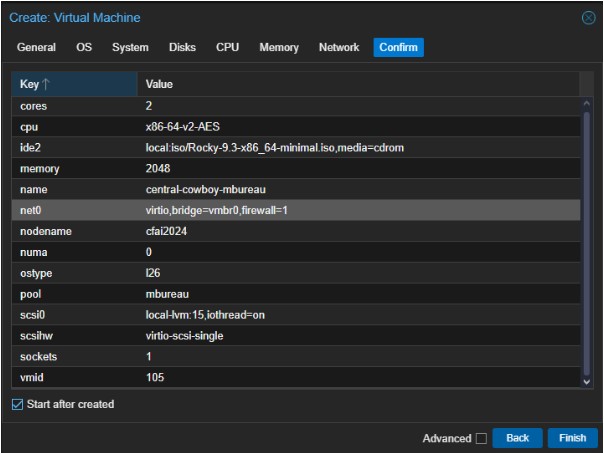 Create: Virtual Machine
General OS System Disks CPU Memory Network Confirm
Key ↑ Value
cores 2
cpu x86-64-v2-AES
ide2 local:iso/Rocky-9.3-x86_64-minimal.iso,media=cdrom
memory 2048
name central-cowboy-mbureau
net0 virtio,bridge=vmbr0,firewall=1
nodename cfai2024
numa 0
ostype l26
pool mbureau
scsi0 local-lvm:15,iothread=on
scsihw virtio-scsi-single
sockets 1
vmid 105
Start after created
Advanced Back Finish